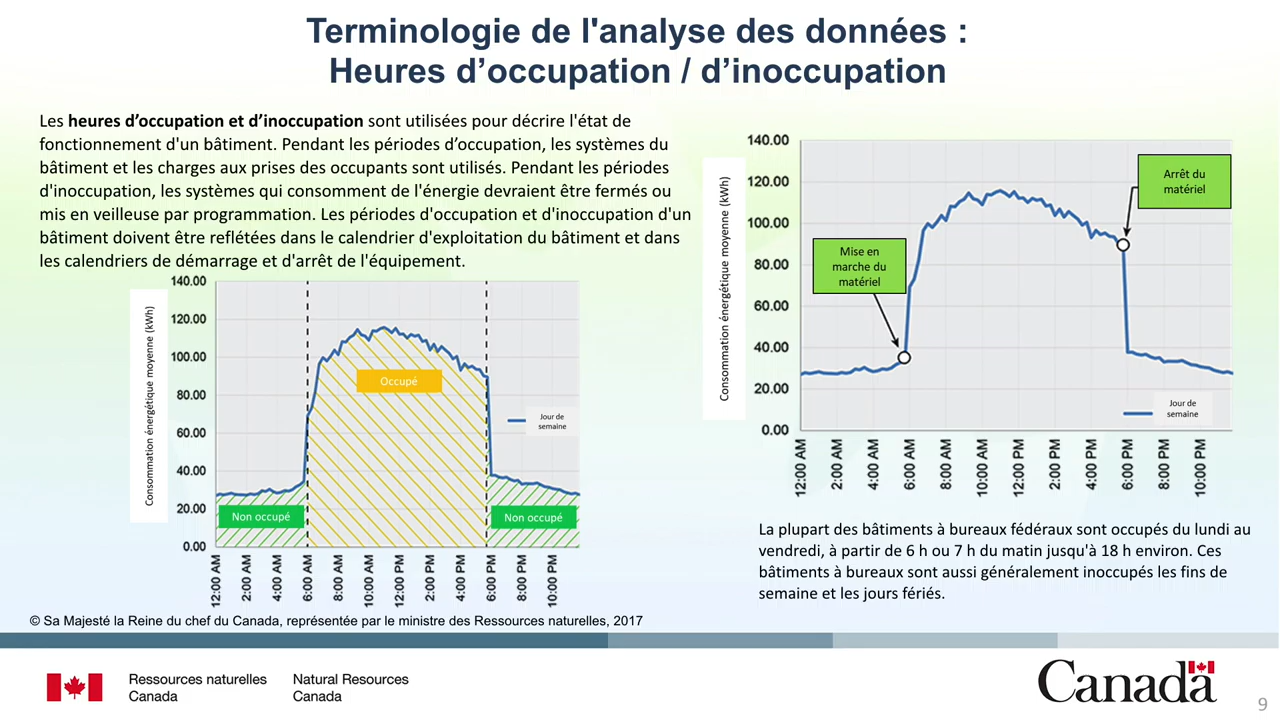 Terminologie de l'analyse des données :
Heures d’occupation / d’inoccupation
Les heures d’occupation et d’inoccupation sont utilisées pour décrire l'état de
fonctionnement d'un bâtiment. Pendant les périodes d’occupation, les systèmes du
bâtiment et les charges aux prises des occupants sont utilisés. Pendant les périodes
d'inoccupation, les systèmes qui consomment de l'énergie devraient être fermés ou
mis en veilleuse par programmation. Les périodes d'occupation et d'inoccupation d'un
bâtiment doivent être reflétées dans le calendrier d'exploitation du bâtiment et dans
les calendriers de démarrage et d'arrêt de l'équipement.
Consommation énergétique moyenne (kWh)
140.00
120.00
100.00
80.00
60.00
40.00
20.00
0.00
Occupé
Non occupé
Non occupé
Jour de
semaine
12:00 AM
2:00 AM
4:00 AM
6:00 AM
8:00 AM
10:00 AM
12:00 PM
2:00 PM
4:00 PM
6:00 PM
8:00 PM
10:00 PM
Consommation énergétique moyenne (kWh)
140.00
120.00
100.00
80.00
60.00
40.00
20.00
0.00
Mise en
marche du
matériel
Arrêt du
matériel
Jour de
semaine
12:00 AM
2:00 AM
4:00 AM
6:00 AM
8:00 AM
10:00 AM
12:00 PM
2:00 PM
4:00 PM
6:00 PM
8:00 PM
10:00 PM
La plupart des bâtiments à bureaux fédéraux sont occupés du lundi au
vendredi, à partir de 6 h ou 7 h du matin jusqu'à 18 h environ. Ces
bâtiments à bureaux sont aussi généralement inoccupés les fins de
semaine et les jours fériés.
© Sa Majesté la Reine du chef du Canada, représentée par le ministre des Ressources naturelles, 2017
Ressources naturelles
Canada
Natural Resources
Canada
Canada
9